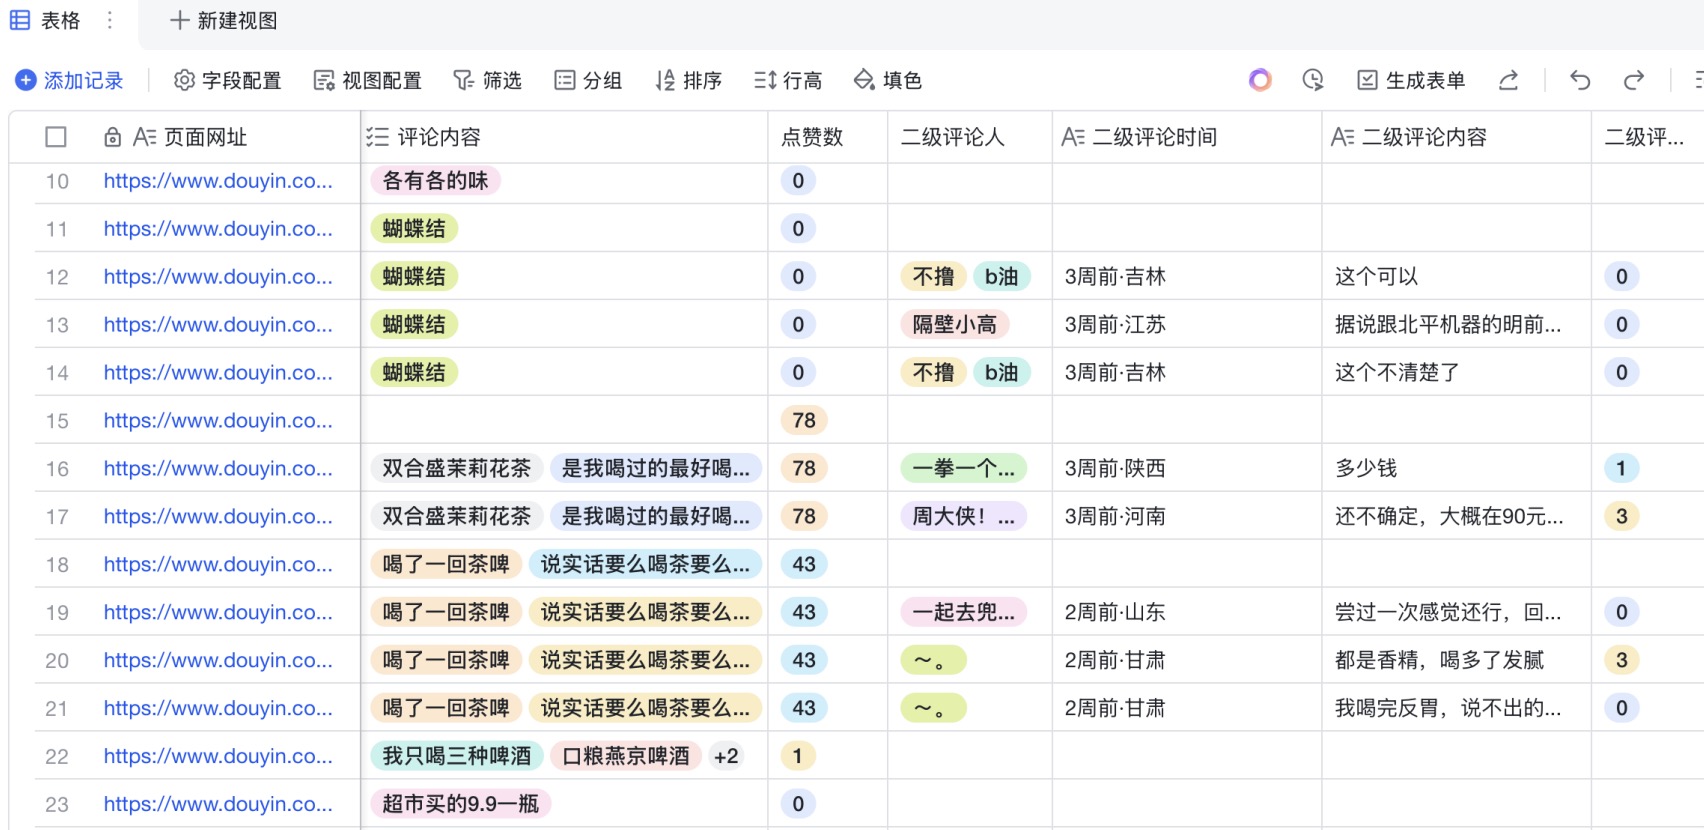 表格 新建视图
添加记录 字段配置 视图配置 筛选 分组 排序 行高 填色 生成表单
页面网址 评论内容 点赞数 二级评论人 二级评论时间 二级评论内容 二级评...
10 https://www.douyin.co... 各有各的味 0
11 https://www.douyin.co... 蝴蝶结 0
12 https://www.douyin.co... 蝴蝶结 0 不撸 b油 3周前·吉林 这个可以 0
13 https://www.douyin.co... 蝴蝶结 0 隔壁小高 3周前·江苏 据说跟北平机器的明前... 0
14 https://www.douyin.co... 蝴蝶结 0 不撸 b油 3周前·吉林 这个不清楚了 0
15 https://www.douyin.co... 78
16 https://www.douyin.co... 双合盛茉莉花茶 是我喝过的最好喝... 78 一拳一个... 3周前·陕西 多少钱 1
17 https://www.douyin.co... 双合盛茉莉花茶 是我喝过的最好喝... 78 周大侠！... 3周前·河南 还不确定，大概在90元... 3
18 https://www.douyin.co... 喝了一回茶啤 说实话要么喝茶要么... 43
19 https://www.douyin.co... 喝了一回茶啤 说实话要么喝茶要么... 43 一起去兜... 2周前·山东 尝过一次感觉还行，回... 0
20 https://www.douyin.co... 喝了一回茶啤 说实话要么喝茶要么... 43 ～。 2周前·甘肃 都是香精，喝多了发腻 3
21 https://www.douyin.co... 喝了一回茶啤 说实话要么喝茶要么... 43 ～。 2周前·甘肃 我喝完反胃，说不出的... 0
22 https://www.douyin.co... 我只喝三种啤酒 口粮燕京啤酒 +2 1
23 https://www.douyin.co... 超市买的9.9一瓶 0